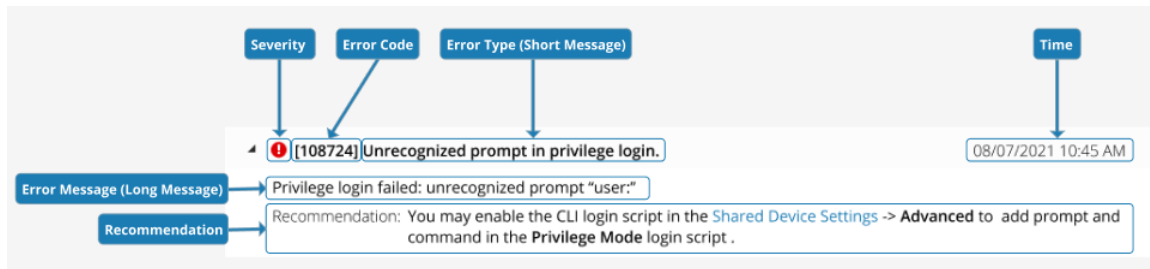 Severity
Error Code
Error Type (Short Message)
Time
[108724] Unrecognized prompt in privilege login.
08/07/2021 10:45 AM
Error Message (Long Message)
Privilege login failed: unrecognized prompt “user:”
Recommendation
Recommendation: You may enable the CLI login script in the Shared Device Settings -> Advanced to add prompt and
command in the Privilege Mode login script .